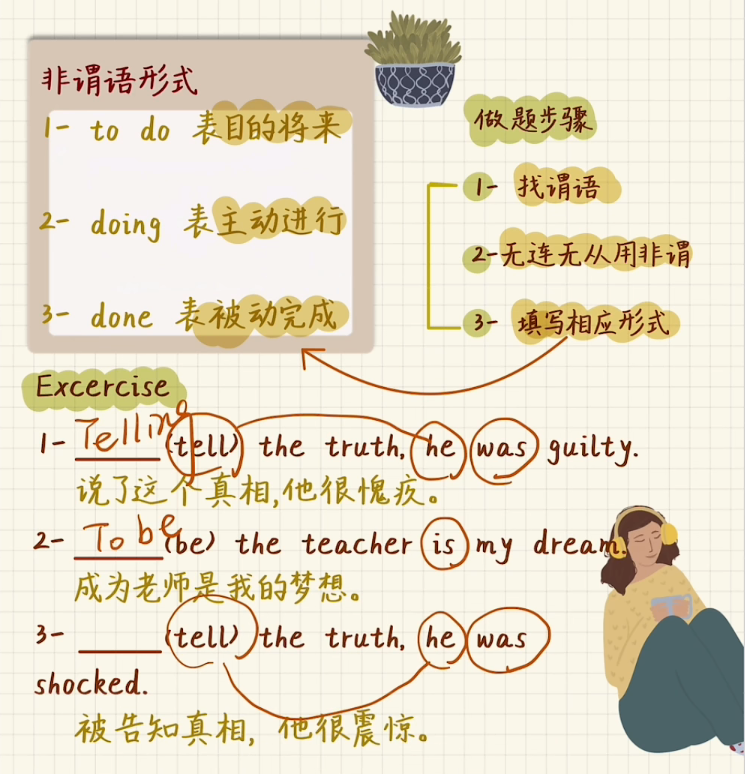 非谓语形式
1- to do 表目的将来
2- doing 表主动进行
3- done 表被动完成
做题步骤
1- 找谓语
2-无连无从用非谓
3- 填写相应形式
Excercise
1- Telling (tell) the truth, he was guilty.
说了这个真相,他很愧疚。
2- To be (be) the teacher is my dream.
成为老师是我的梦想。
3- ______ (tell) the truth, he was
shocked.
被告知真相, 他很震惊。